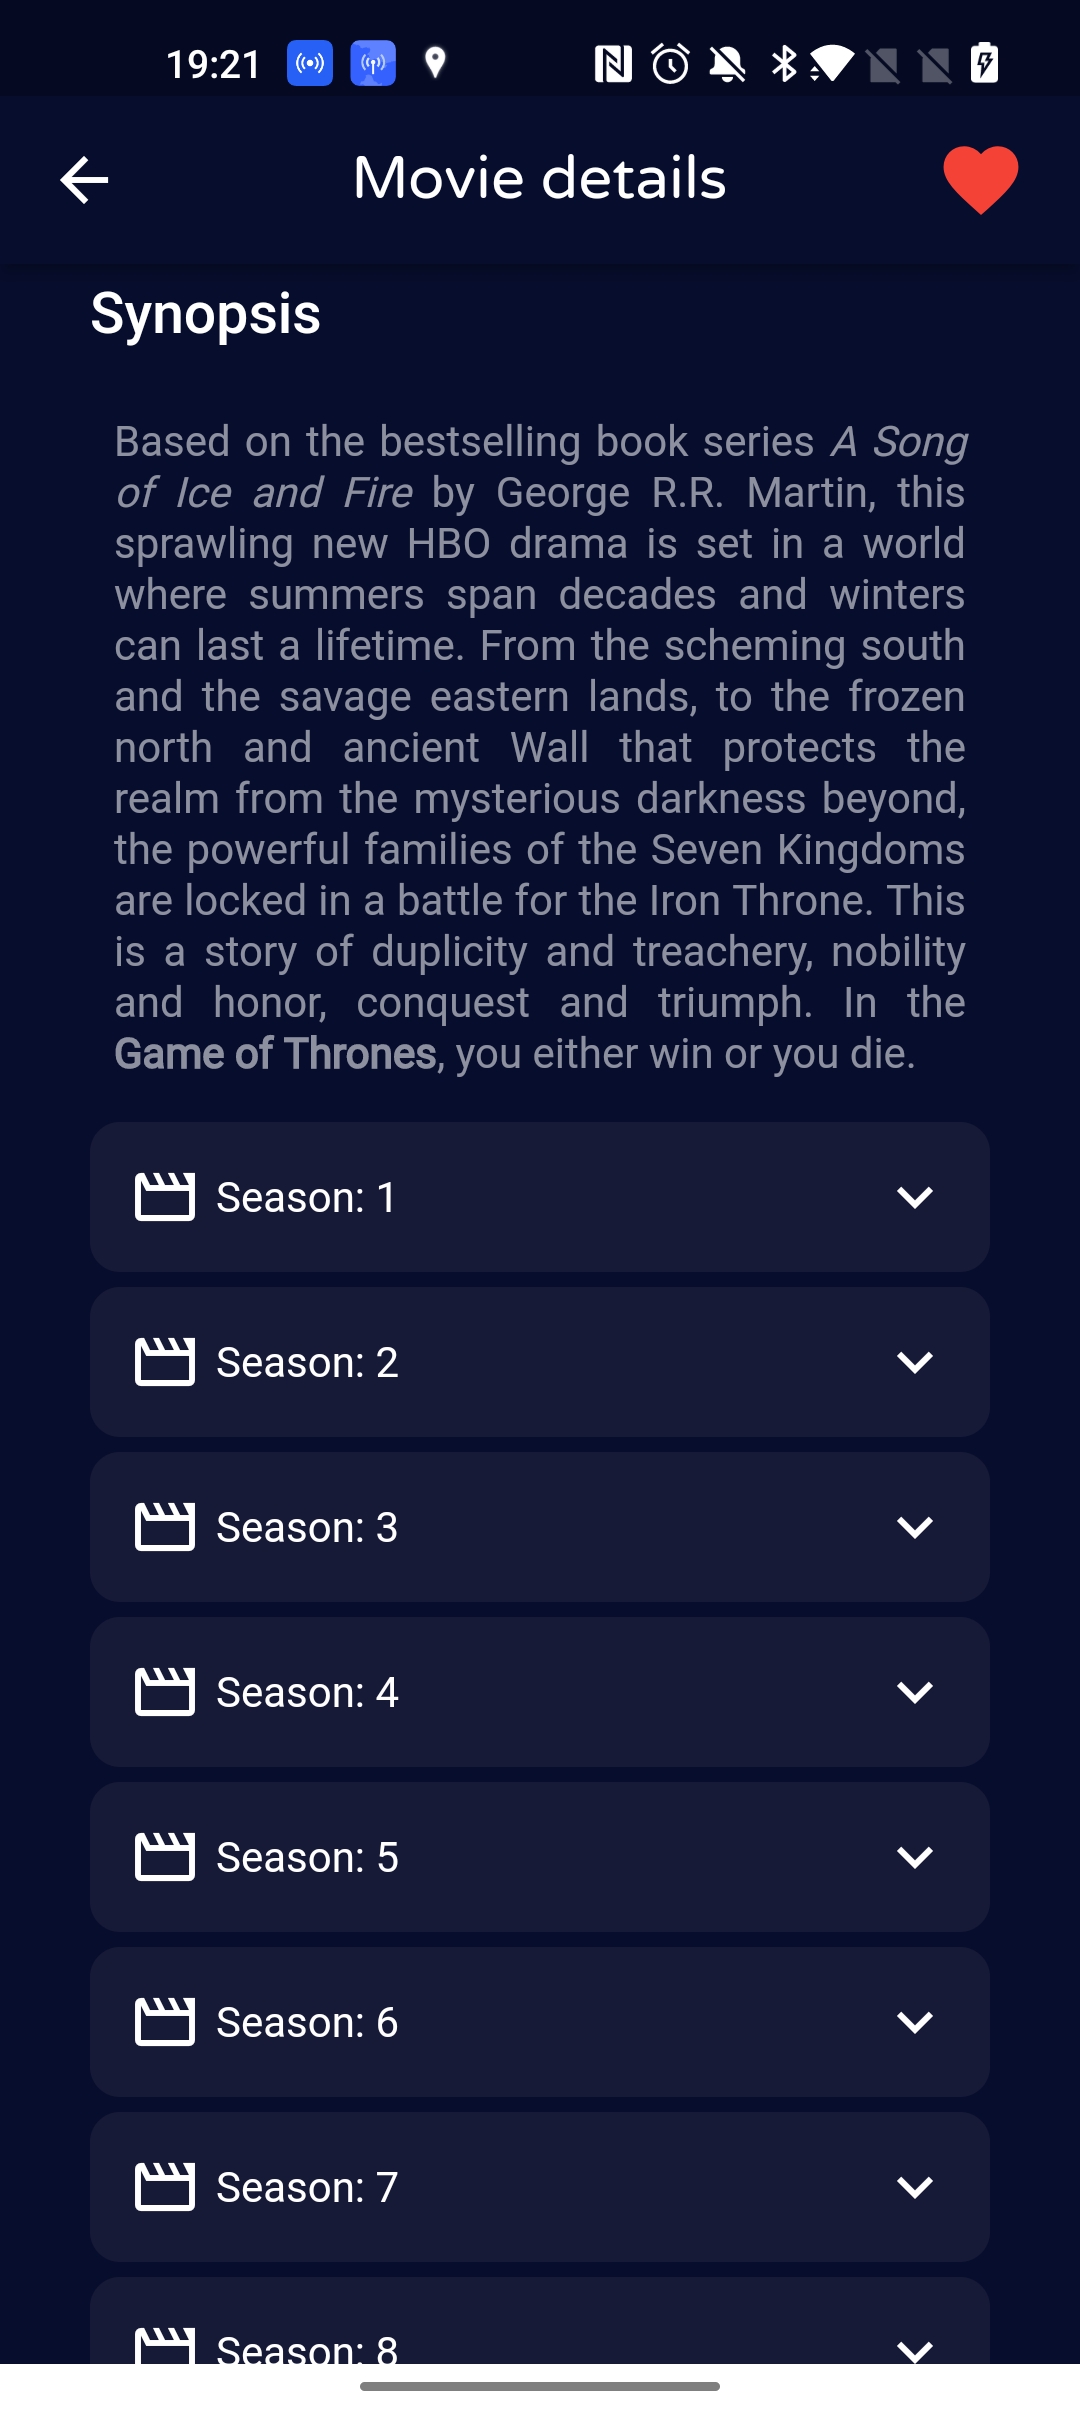 19:21
Movie details
Synopsis
Based on the bestselling book series A Song
of Ice and Fire by George R.R. Martin, this
sprawling new HBO drama is set in a world
where summers span decades and winters
can last a lifetime. From the scheming south
and the savage eastern lands, to the frozen
north and ancient Wall that protects the
realm from the mysterious darkness beyond,
the powerful families of the Seven Kingdoms
are locked in a battle for the Iron Throne. This
is a story of duplicity and treachery, nobility
and honor, conquest and triumph. In the
Game of Thrones, you either win or you die.
Season: 1
Season: 2
Season: 3
Season: 4
Season: 5
Season: 6
Season: 7
Season: 8